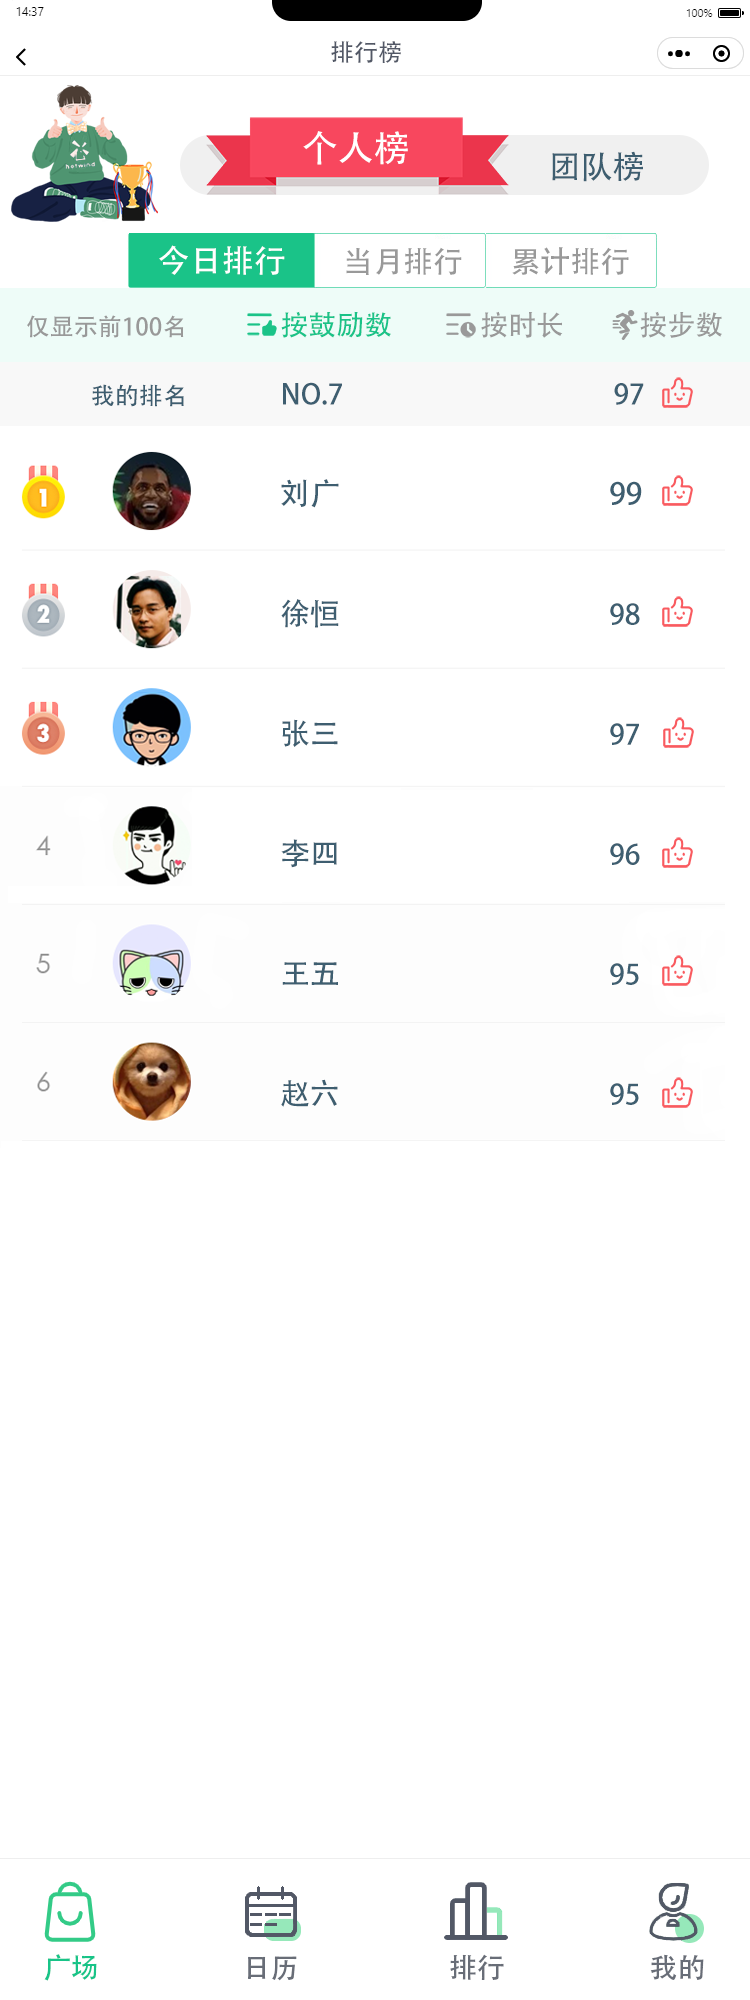 14:37
100%
排行榜
hotwind
个人榜
团队榜
今日排行 当月排行 累计排行
仅显示前100名 按鼓励数 按时长 按步数
我的排名 NO.7 97
1 刘广 99
2 徐恒 98
3 张三 97
4 李四 96
5 王五 95
6 赵六 95
广场 日历 排行 我的